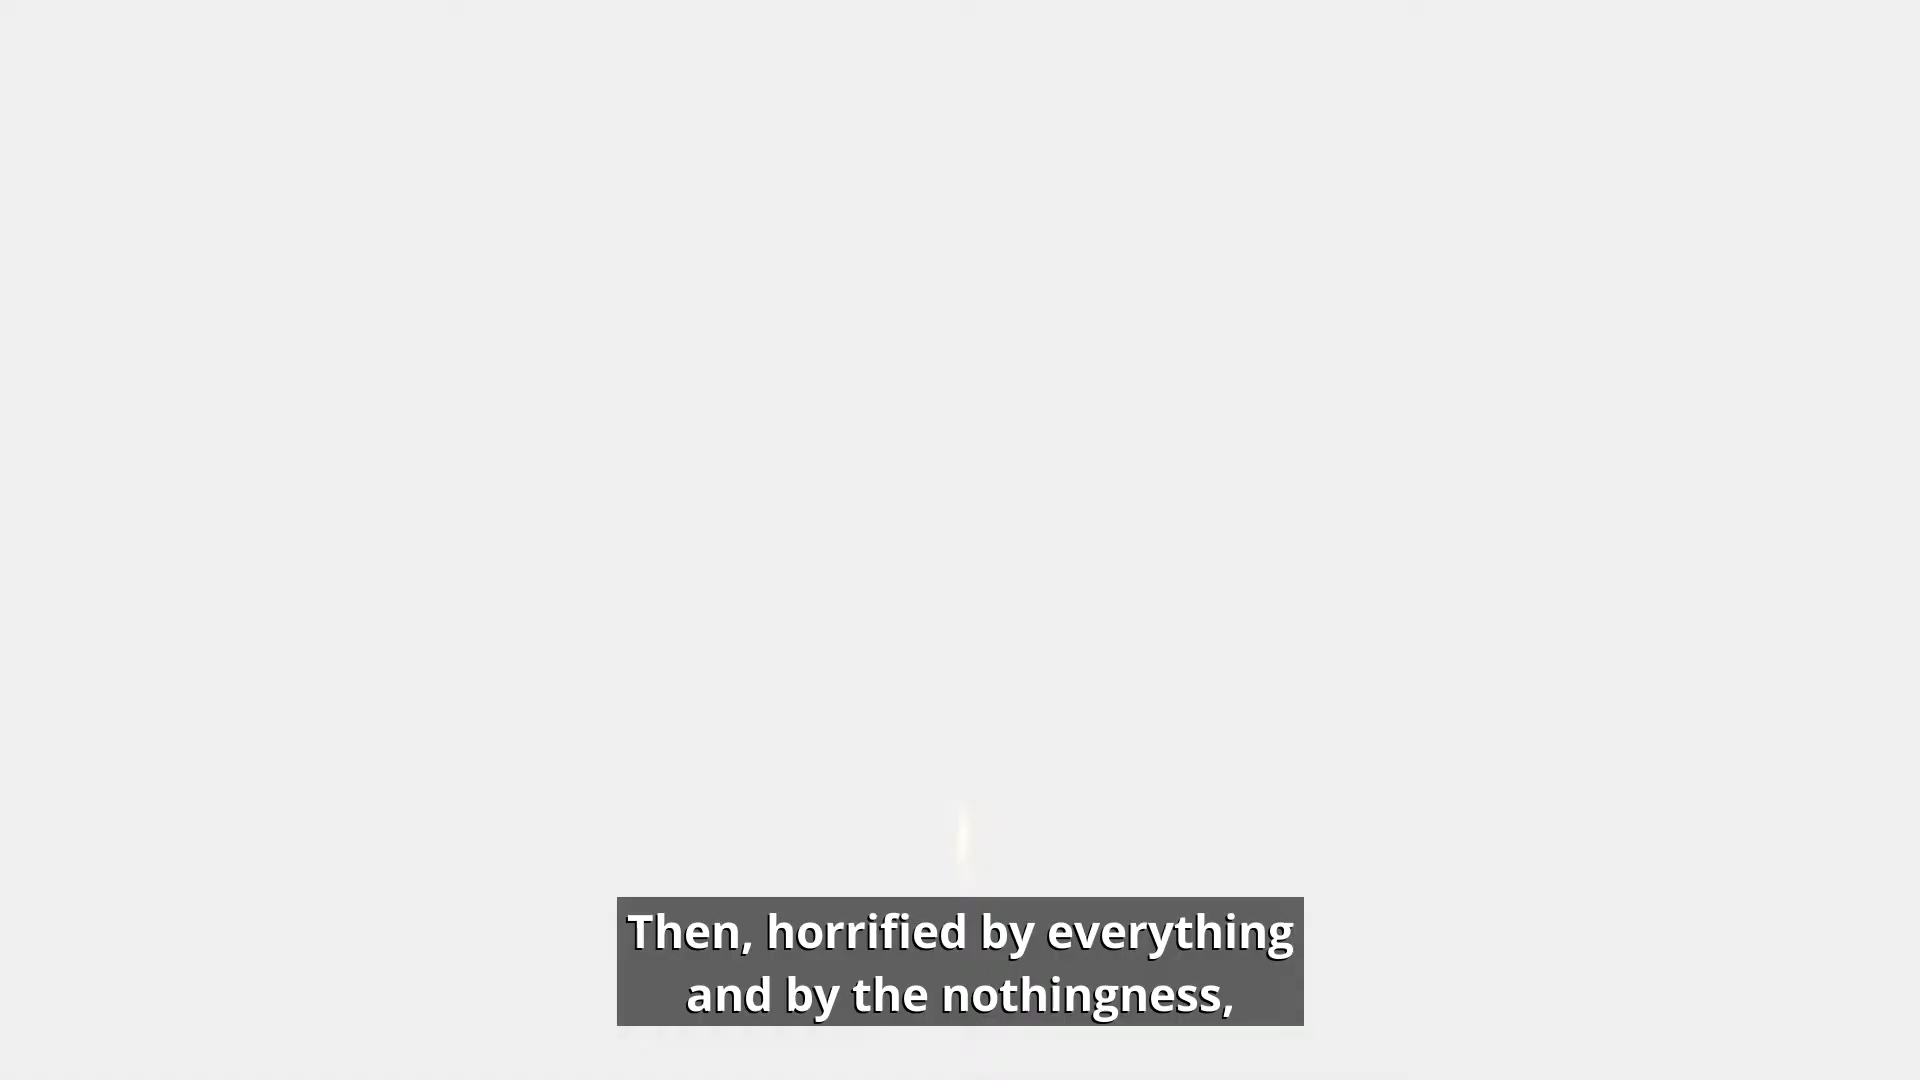 Then, horrified by everything
and by the nothingness,